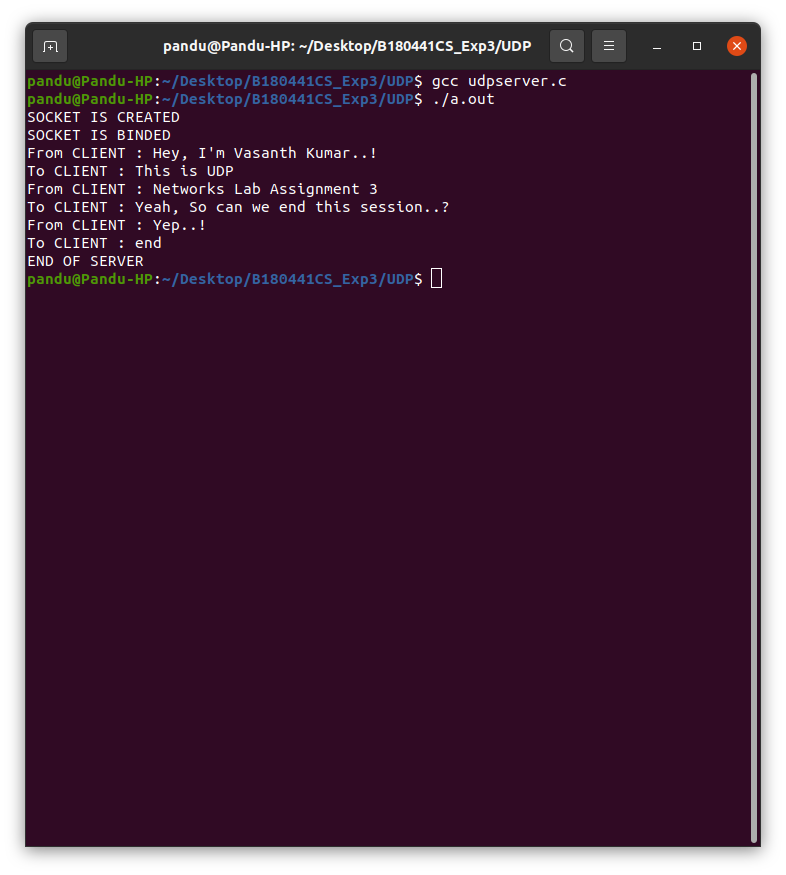 pandu@Pandu-HP: ~/Desktop/B180441CS_Exp3/UDP
pandu@Pandu-HP:~/Desktop/B180441CS_Exp3/UDP$ gcc udpserver.c
pandu@Pandu-HP:~/Desktop/B180441CS_Exp3/UDP$ ./a.out
SOCKET IS CREATED
SOCKET IS BINDED
From CLIENT : Hey, I'm Vasanth Kumar..!
To CLIENT : This is UDP
From CLIENT : Networks Lab Assignment 3
To CLIENT : Yeah, So can we end this session..?
From CLIENT : Yep..!
To CLIENT : end
END OF SERVER
pandu@Pandu-HP:~/Desktop/B180441CS_Exp3/UDP$